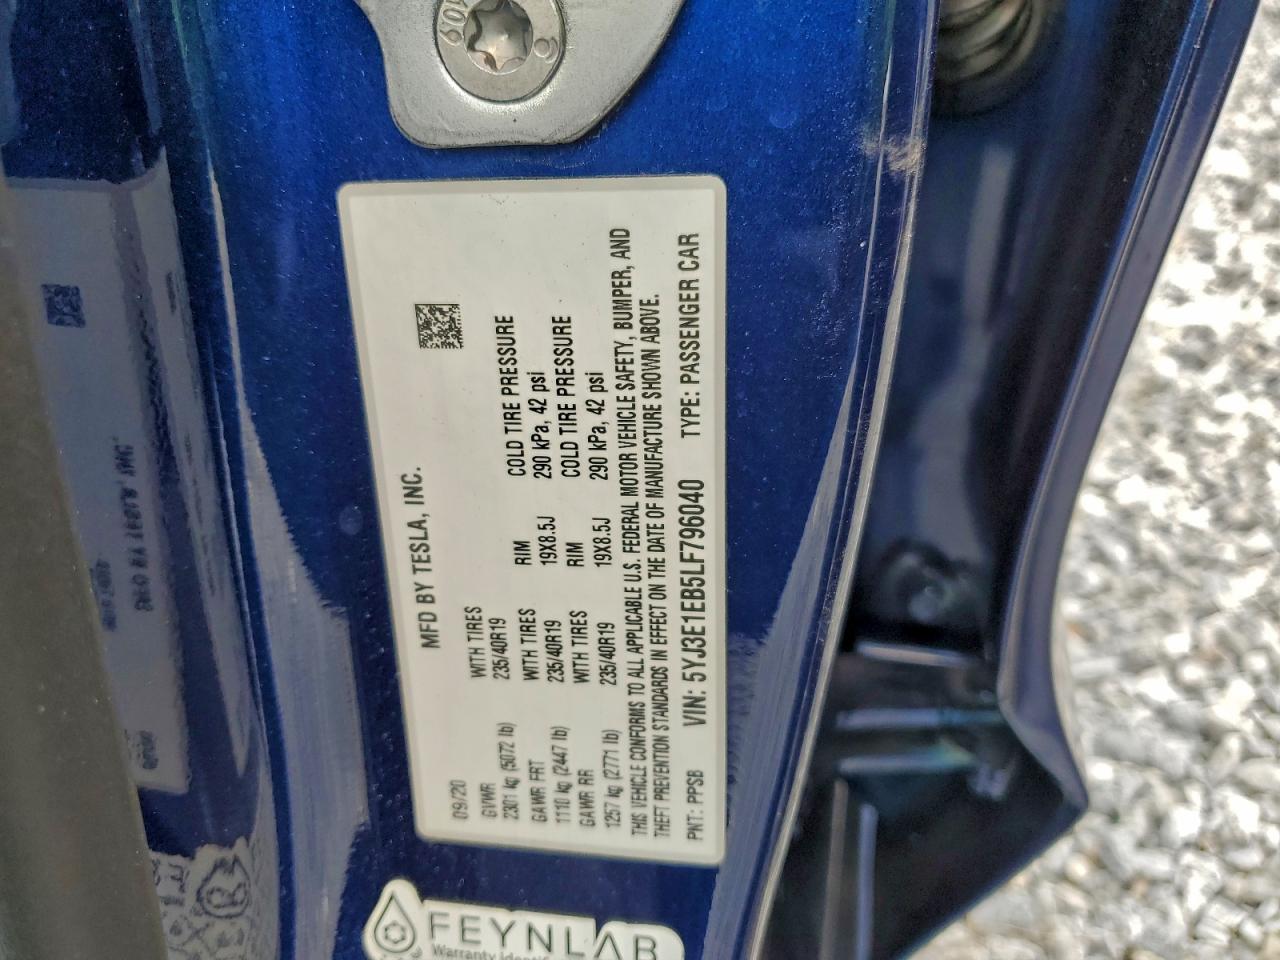 MFD BY TESLA, INC.
09/20
GVWR WITH TIRES RIM COLD TIRE PRESSURE
2301 kg (5072 lb) 235/40R19 19X8.5J 290 kPa, 42 psi
GAWR FRT WITH TIRES RIM COLD TIRE PRESSURE
1110 kg (2447 lb) 235/40R19 19X8.5J 290 kPa, 42 psi
GAWR RR WITH TIRES
1257 kg (2771 lb) 235/40R19
THIS VEHICLE CONFORMS TO ALL APPLICABLE U.S. FEDERAL MOTOR VEHICLE SAFETY, BUMPER, AND
THEFT PREVENTION STANDARDS IN EFFECT ON THE DATE OF MANUFACTURE SHOWN ABOVE.
PNT: PPSB VIN: 5YJ3E1EB5LF796040 TYPE: PASSENGER CAR
FEYNLAB
Warranty
109